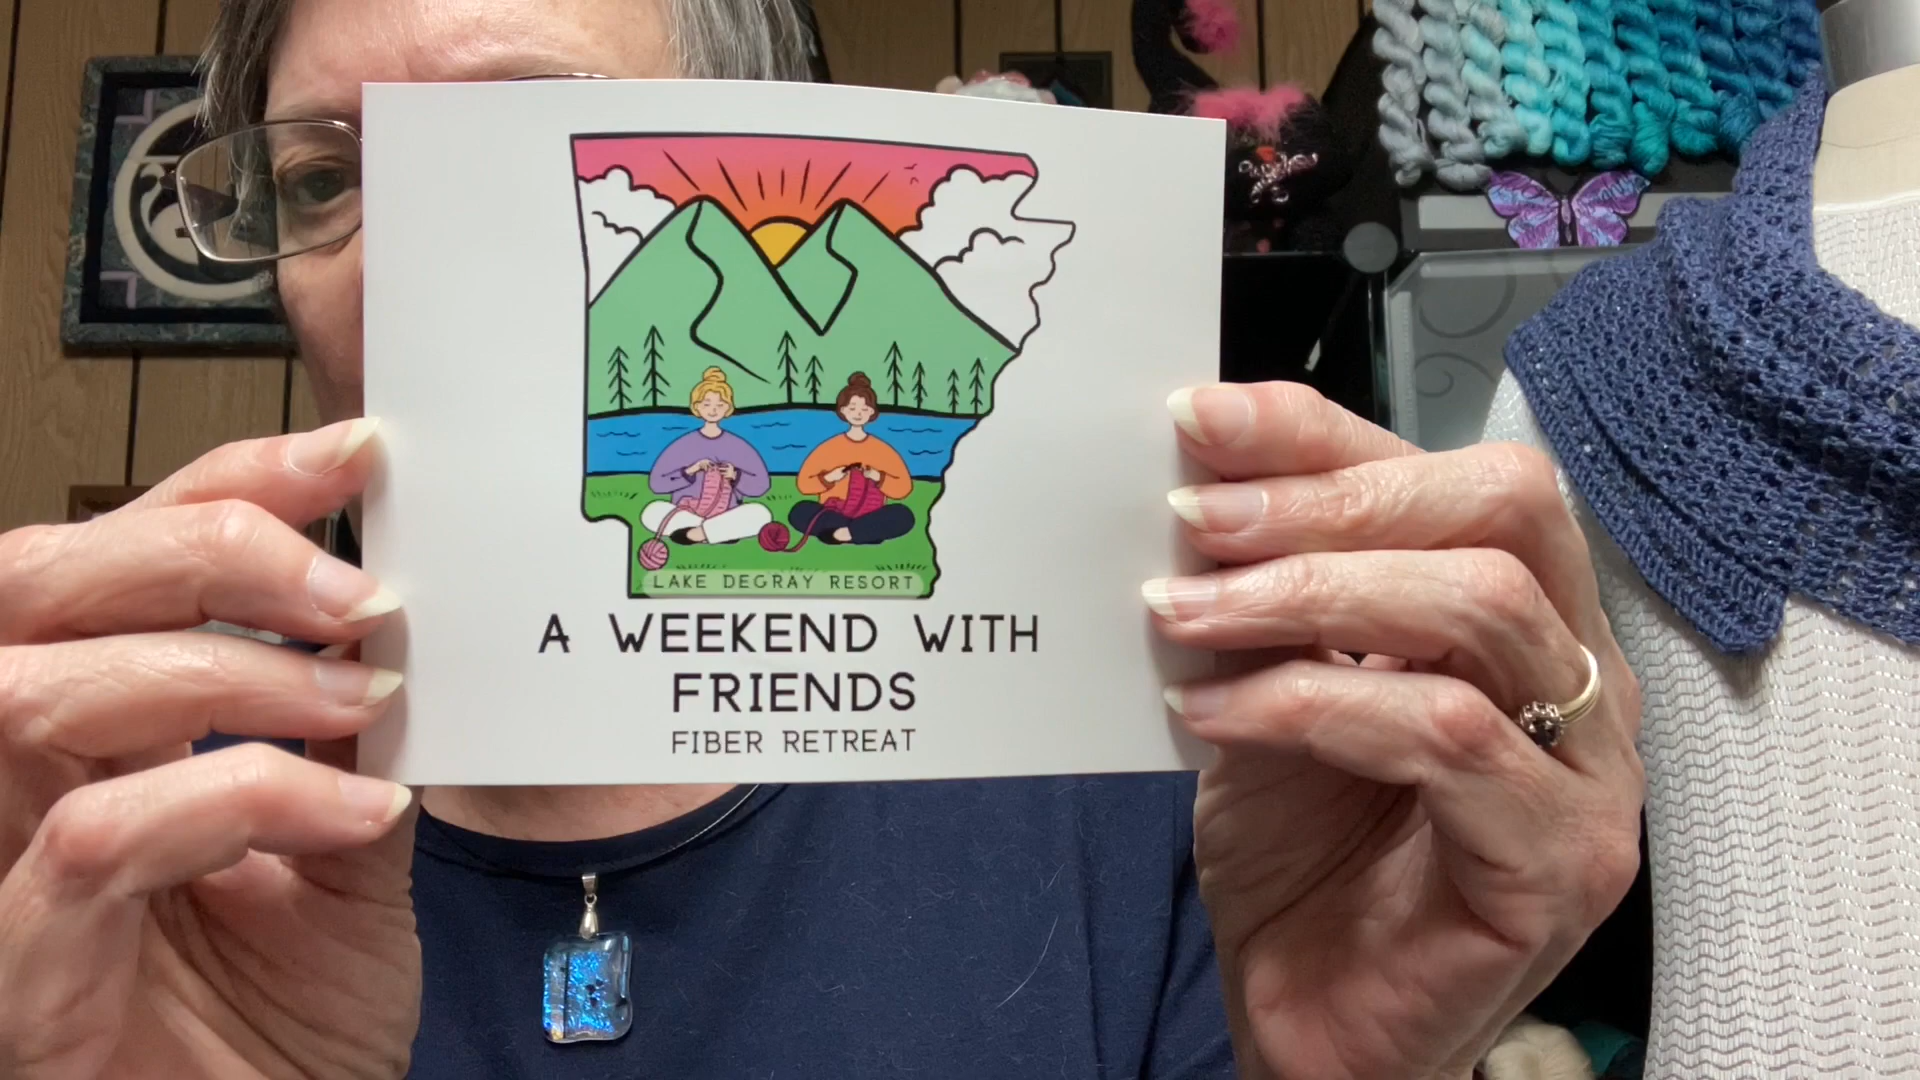 LAKE DEGRAY RESORT
A WEEKEND WITH
FRIENDS
FIBER RETREAT